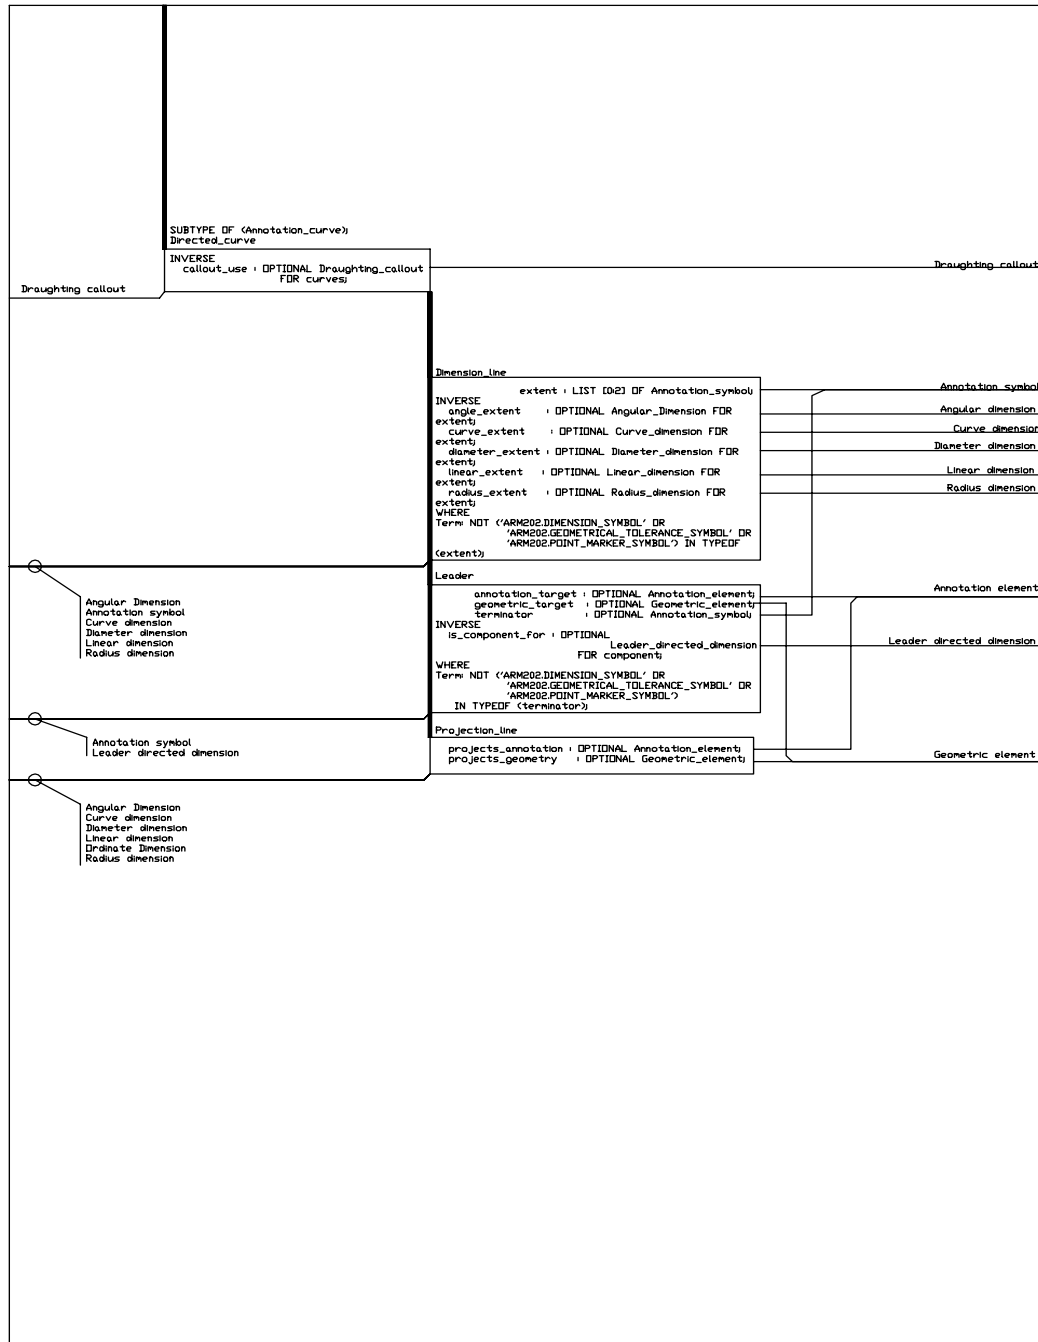 SUBTYPE OF (Annotation_curve);
Directed_curve
INVERSE
callout_use : OPTIONAL Draughting_callout
FOR curves;
Draughting callout
Draughting callout
Dimension_line
extent : LIST [0:2] OF Annotation_symbol;
INVERSE
angle_extent : OPTIONAL Angular_Dimension FOR
extent;
curve_extent : OPTIONAL Curve_dimension FOR
extent;
diameter_extent : OPTIONAL Diameter_dimension FOR
extent;
linear_extent : OPTIONAL Linear_dimension FOR
extent;
radius_extent : OPTIONAL Radius_dimension FOR
extent;
WHERE
Term: NOT ('ARM202.DIMENSION_SYMBOL' OR
'ARM202.GEOMETRICAL_TOLERANCE_SYMBOL' OR
'ARM202.POINT_MARKER_SYMBOL') IN TYPEOF
(extent);
Annotation symbol
Angular dimension
Curve dimension
Diameter dimension
Linear dimension
Radius dimension
Angular Dimension
Annotation symbol
Curve dimension
Diameter dimension
Linear dimension
Radius dimension
Leader
annotation_target : OPTIONAL Annotation_element;
geometric_target : OPTIONAL Geometric_element;
terminator : OPTIONAL Annotation_symbol;
INVERSE
is_component_for : OPTIONAL
Leader_directed_dimension
FOR component;
WHERE
Term: NOT ('ARM202.DIMENSION_SYMBOL' OR
'ARM202.GEOMETRICAL_TOLERANCE_SYMBOL' OR
'ARM202.POINT_MARKER_SYMBOL')
IN TYPEOF (terminator);
Annotation element
Leader directed dimension
Annotation symbol
Leader directed dimension
Projection_line
projects_annotation : OPTIONAL Annotation_element;
projects_geometry : OPTIONAL Geometric_element;
Geometric element
Angular Dimension
Curve dimension
Diameter dimension
Linear dimension
Ordinate Dimension
Radius dimension